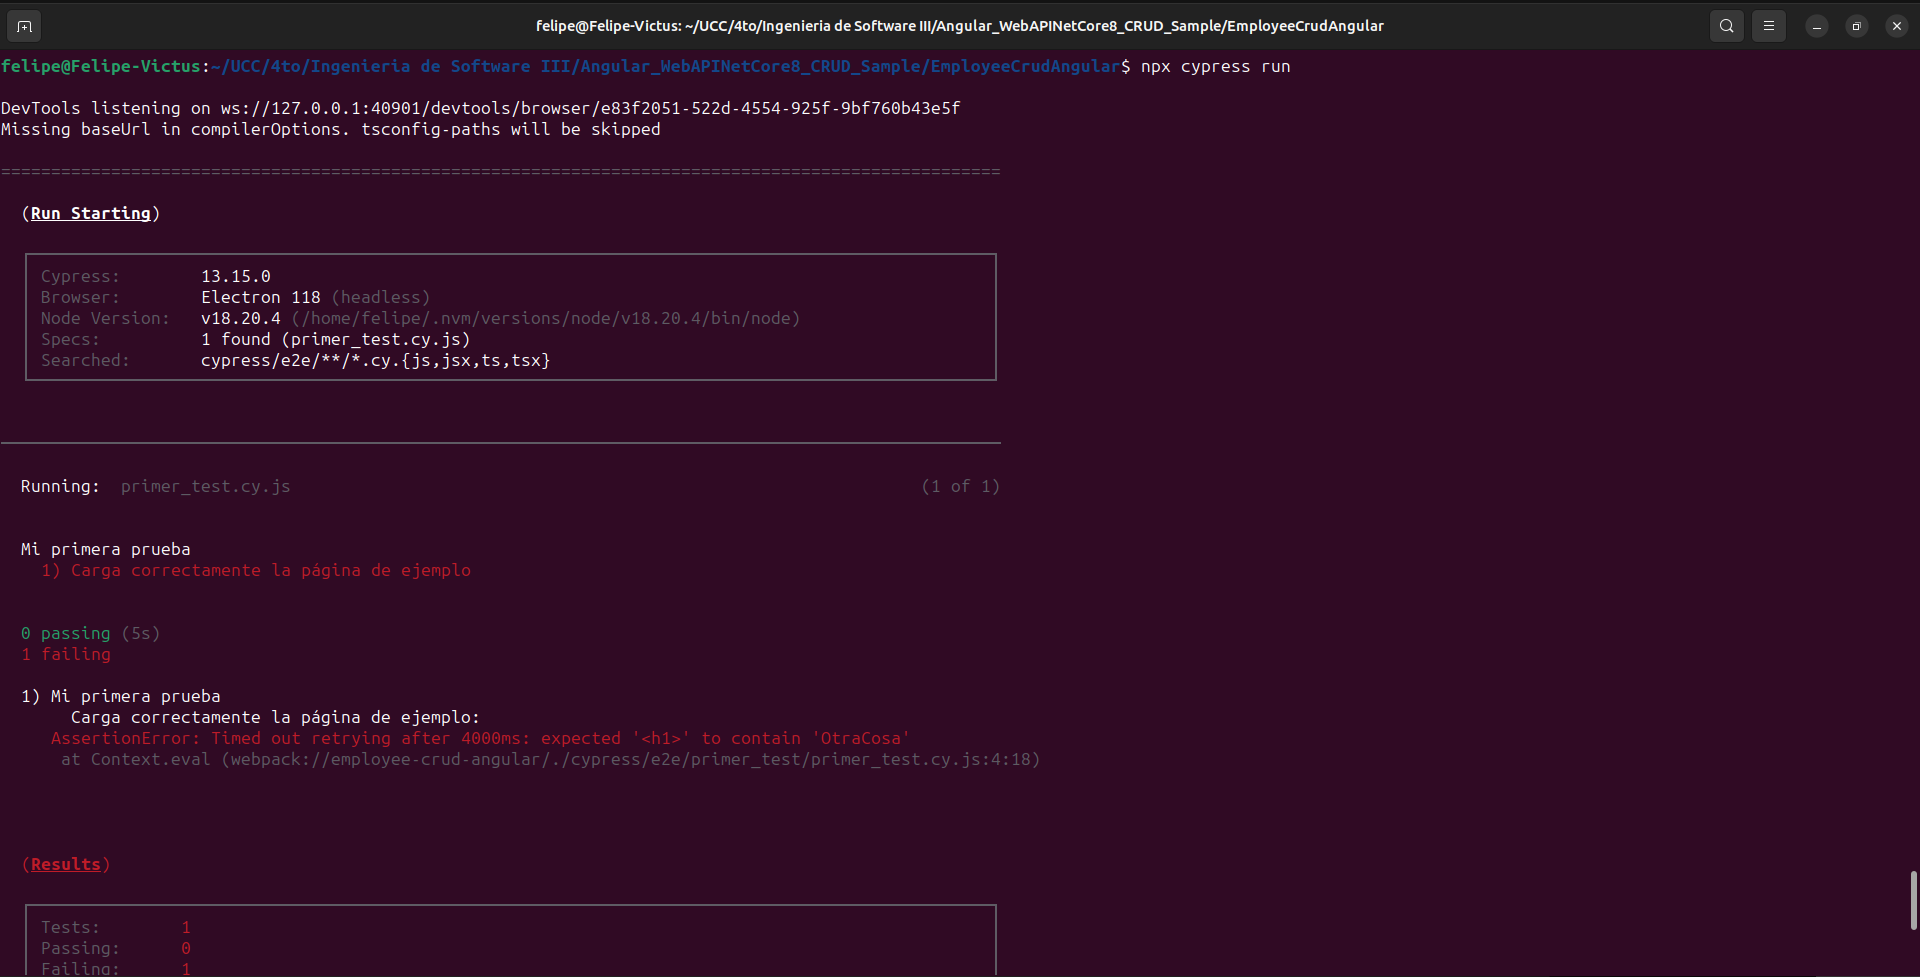 felipe@Felipe-Victus: ~/UCC/4to/Ingenieria de Software III/Angular_WebAPINetCore8_CRUD_Sample/EmployeeCrudAngular
felipe@Felipe-Victus:~/UCC/4to/Ingenieria de Software III/Angular_WebAPINetCore8_CRUD_Sample/EmployeeCrudAngular$ npx cypress run
DevTools listening on ws://127.0.0.1:40901/devtools/browser/e83f2051-522d-4554-925f-9bf760b43e5f
Missing baseUrl in compilerOptions. tsconfig-paths will be skipped
====================================================================================================
(Run Starting)
Cypress: 13.15.0
Browser: Electron 118 (headless)
Node Version: v18.20.4 (/home/felipe/.nvm/versions/node/v18.20.4/bin/node)
Specs: 1 found (primer_test.cy.js)
Searched: cypress/e2e/**/*.cy.{js,jsx,ts,tsx}
Running: primer_test.cy.js (1 of 1)
Mi primera prueba
1) Carga correctamente la página de ejemplo
0 passing (5s)
1 failing
1) Mi primera prueba
Carga correctamente la página de ejemplo:
AssertionError: Timed out retrying after 4000ms: expected '<h1>' to contain 'OtraCosa'
at Context.eval (webpack://employee-crud-angular/./cypress/e2e/primer_test/primer_test.cy.js:4:18)
(Results)
Tests: 1
Passing: 0
Failing: 1